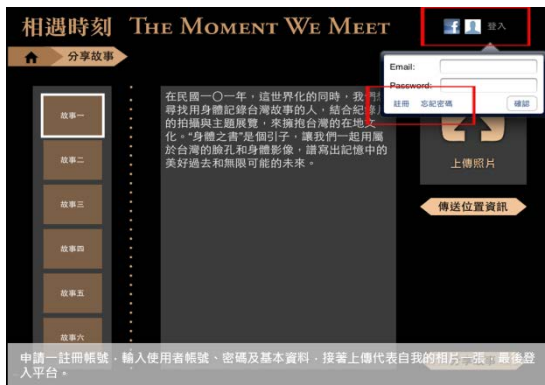 相遇時刻 THE MOMENT WE MEET
登入
分享故事
Email:
Password:
註冊 忘記密碼 確認
故事一
故事二
故事三
故事四
故事五
故事六
在民國一〇一年，這世界化的同時，我們
尋找用身體記錄台灣故事的人，結合紀錄
的拍攝與主題展覽，來擁抱台灣的在地文
化。“身體之書”是個引子，讓我們一起用屬
於台灣的臉孔和身體影像，譜寫出記憶中的
美好過去和無限可能的未來。
上傳照片
傳送位置資訊
申請一註冊帳號，輸入使用者帳號、密碼及基本資料，接著上傳代表自我的相片一張，最後登
入平台。